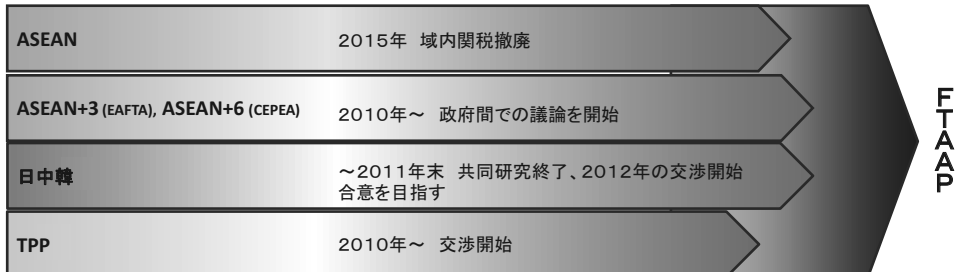 ASEAN 2015年 域内関税撤廃
ASEAN+3 (EAFTA), ASEAN+6 (CEPEA) 2010年～ 政府間での議論を開始
日中韓 ～2011年末 共同研究終了、2012年の交渉開始
合意を目指す
TPP 2010年～ 交渉開始
FTAAP